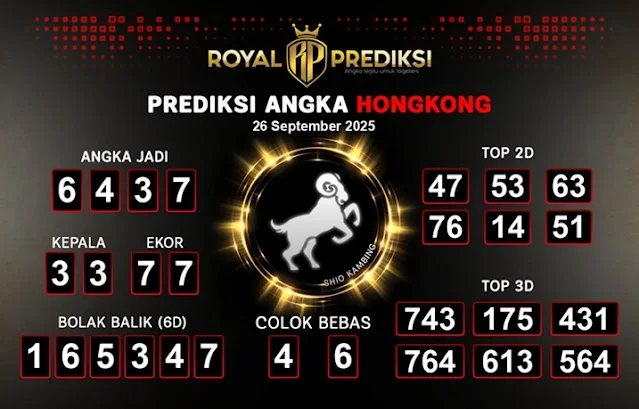 ROYAL RP PREDIKSI
Angka legjtu untuk togelers
PREDIKSI ANGKA HONGKONG
26 September 2025
ANGKA JADI
6 4 3 7
KEPALA EKOR
3 3 7 7
BOLAK BALIK (6D)
1 6 5 3 4 7
SHIO KAMBING
COLOK BEBAS
4 6
TOP 2D
47 53 63
76 14 51
TOP 3D
743 175 431
764 613 564